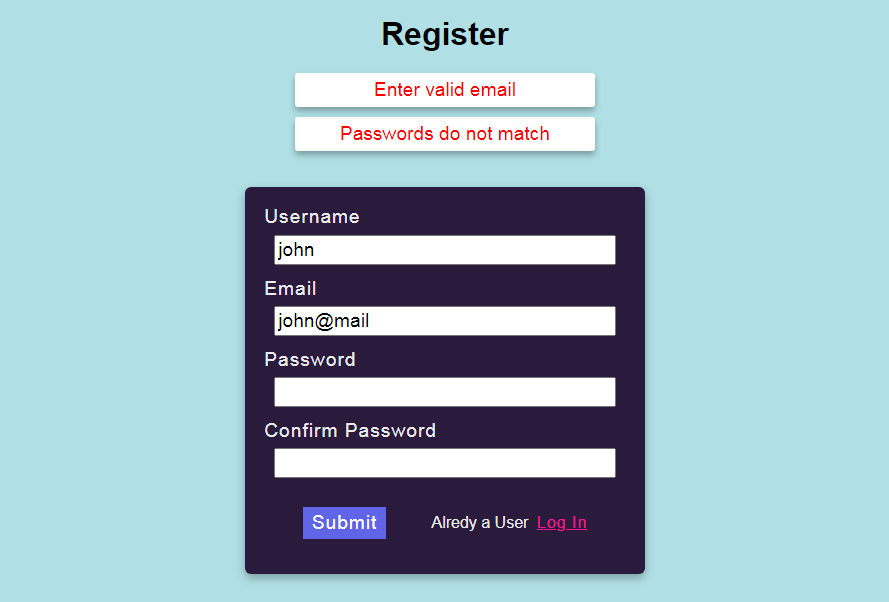 Register
Enter valid email
Passwords do not match
Username
john
Email
john@mail
Password
Confirm Password
Submit Alredy a User Log In